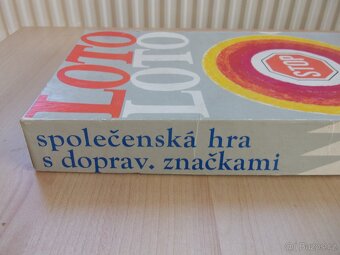 LOTO
LOTO
STOP
společenská hra
s doprav. značkami